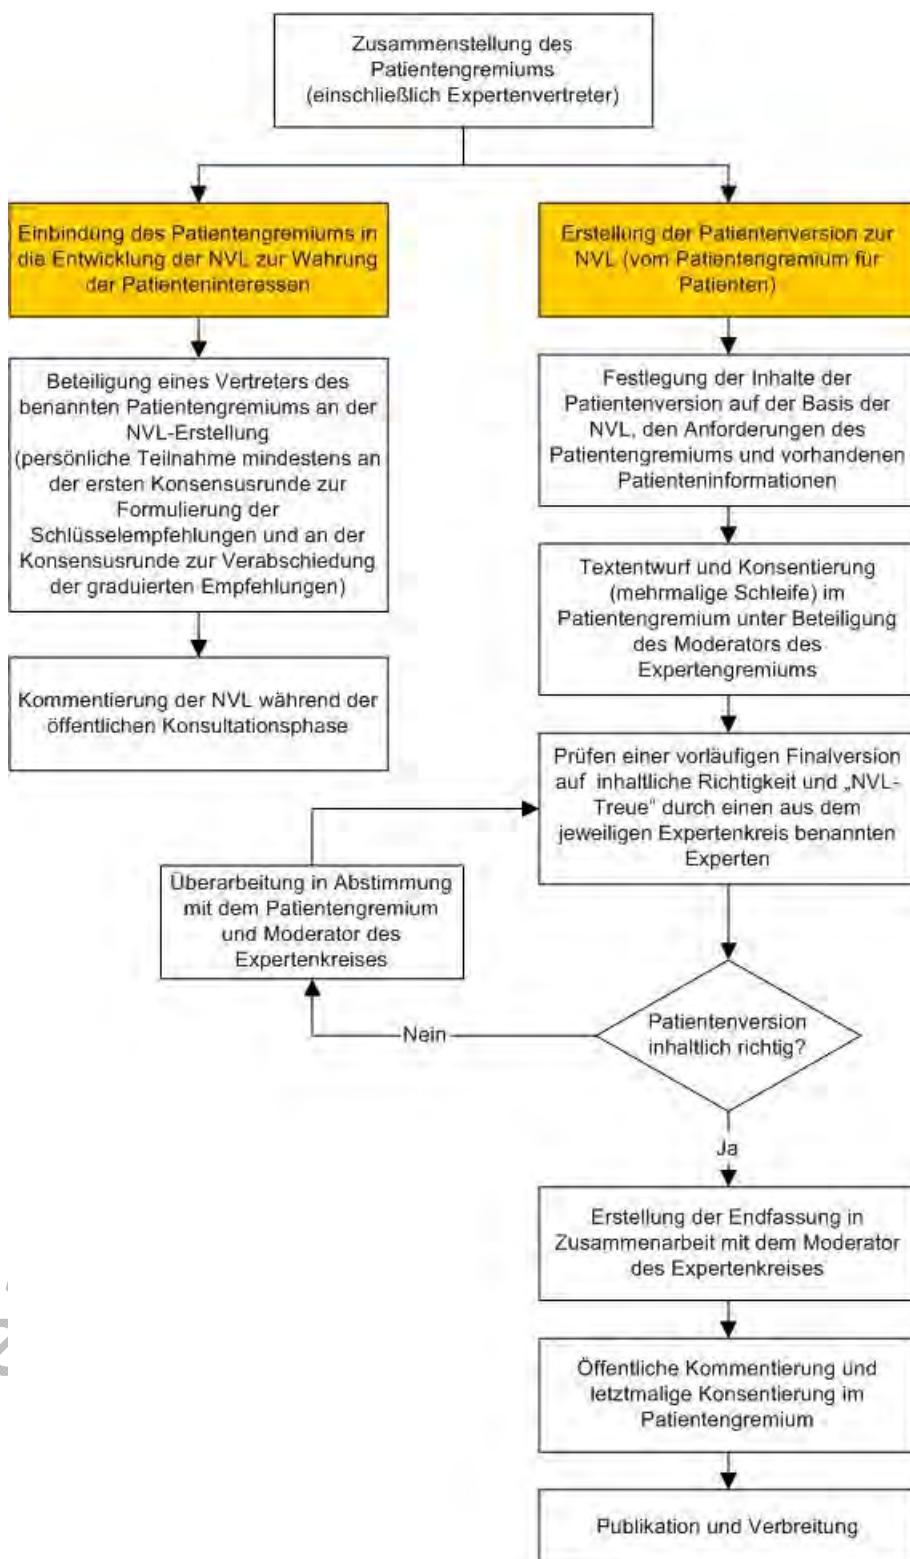 Zusammenstellung des
Patientengremiums
(einschließlich Expertenvertreter)
Einbindung des Patientengremiums in
die Entwicklung der NVL zur Wahrung
der Patienteninteressen
Beteiligung eines Vertreters des
benannten Patientengremiums an der
NVL-Erstellung
(persönliche Teilnahme mindestens an
der ersten Konsensusrunde zur
Formulierung der
Schlüsselempfehlungen und an der
Konsensusrunde zur Verabschiedung
der graduierten Empfehlungen)
Kommentierung der NVL während der
öffentlichen Konsultationsphase
Erstellung der Patientenversion zur
NVL (vom Patientengremium für
Patienten)
Festlegung der Inhalte der
Patientenversion auf der Basis der
NVL, den Anforderungen des
Patientengremiums und vorhandenen
Patienteninformationen
Textentwurf und Konsentierung
(mehrmalige Schleife) im
Patientengremium unter Beteiligung
des Moderators des
Expertengremiums
Prüfen einer vorläufigen Finalversion
auf inhaltliche Richtigkeit und „NVL-
Treue“ durch einen aus dem
jeweiligen Expertenkreis benannten
Experten
Überarbeitung in Abstimmung
mit dem Patientengremium
und Moderator des
Expertenkreises
Patientenversion
inhaltlich richtig?
Nein
Ja
Erstellung der Endfassung in
Zusammenarbeit mit dem Moderator
des Expertenkreises
Öffentliche Kommentierung und
letztmalige Konsentierung im
Patientengremium
Publikation und Verbreitung